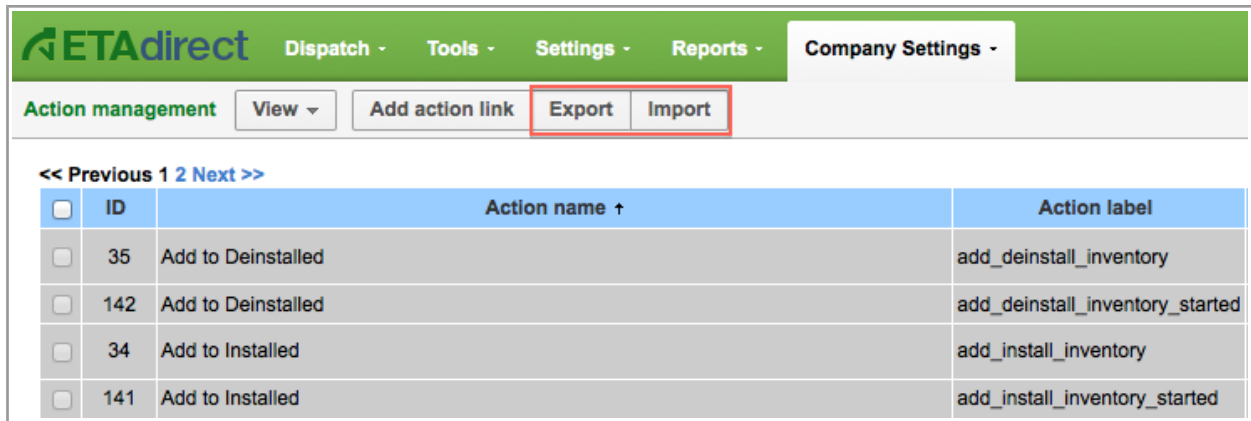 ETAdirect Dispatch Tools Settings Reports Company Settings
Action management View Add action link Export Import
<< Previous 1 2 Next >>
ID Action name ↑ Action label
35 Add to Deinstalled add_deinstall_inventory
142 Add to Deinstalled add_deinstall_inventory_started
34 Add to Installed add_install_inventory
141 Add to Installed add_install_inventory_started